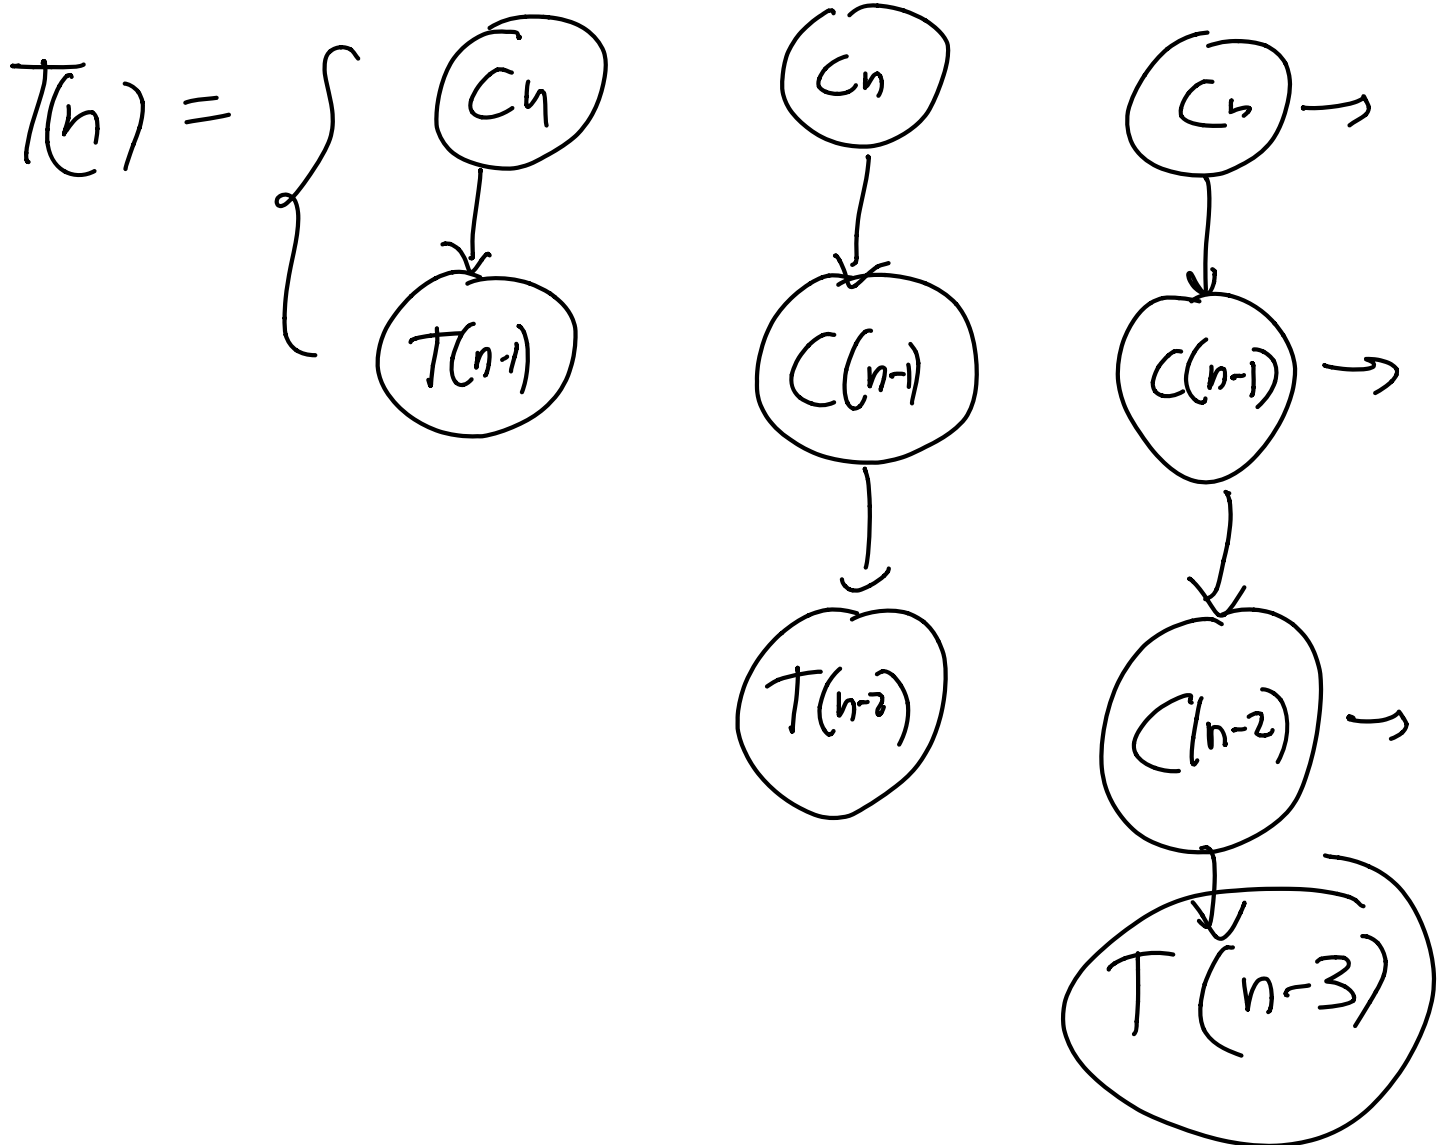 T(n) = {
Cn
T(n-1)
Cn
C(n-1)
T(n-2)
Cn →
C(n-1) →
C(n-2) →
T(n-3)